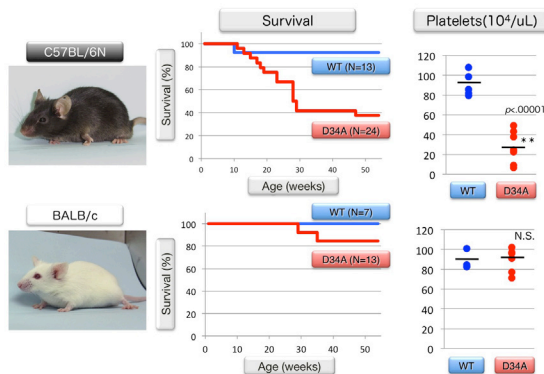 Survival
Platelets(10⁴/uL)
C57BL/6N
Survival (%)
100
80
60
40
20
0
WT (N=13)
D34A (N=24)
0 10 20 30 40 50
Age (weeks)
120
100
80
60
40
20
0
p<.00001
**
WT
D34A
BALB/c
Survival (%)
100
80
60
40
20
0
WT (N=7)
D34A (N=13)
0 10 20 30 40 50
Age (weeks)
120
100
80
60
40
20
0
N.S.
WT
D34A